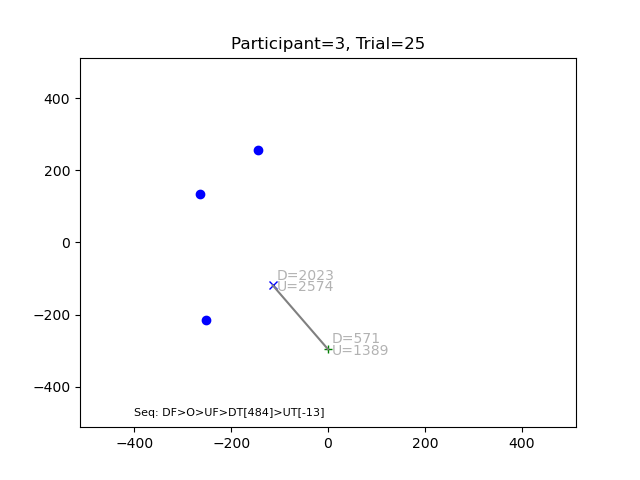 Participant=3, Trial=25
400
200
0
−200
−400
D=2023
U=2574
D=571
U=1389
Seq: DF>O>UF>DT[484]>UT[-13]
−400
−200
0
200
400